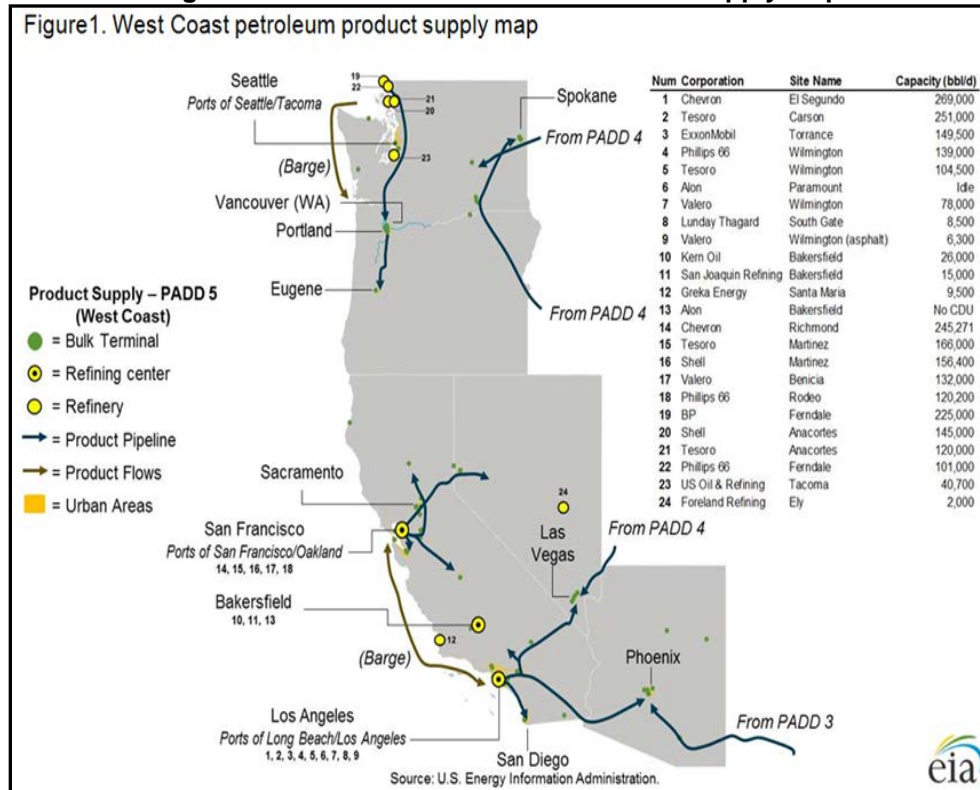 Figure1. West Coast petroleum product supply map
Seattle
Ports of Seattle/Tacoma
19
22
21
20
23
(Barge)
Vancouver (WA)
Portland
Eugene
Spokane
From PADD 4
From PADD 4
Product Supply – PADD 5
(West Coast)
= Bulk Terminal
= Refining center
= Refinery
= Product Pipeline
= Product Flows
= Urban Areas
Sacramento
San Francisco
Ports of San Francisco/Oakland
14, 15, 16, 17, 18
Bakersfield
10, 11, 13
12
(Barge)
Los Angeles
Ports of Long Beach/Los Angeles
1, 2, 3, 4, 5, 6, 7, 8, 9
24
Las
Vegas
From PADD 4
Phoenix
From PADD 3
San Diego
Num Corporation Site Name Capacity (bbl/d)
1 Chevron El Segundo 269,000
2 Tesoro Carson 251,000
3 ExxonMobil Torrance 149,500
4 Phillips 66 Wilmington 139,000
5 Tesoro Wilmington 104,500
6 Alon Paramount Idle
7 Valero Wilmington 78,000
8 Lunday Thagard South Gate 8,500
9 Valero Wilmington (asphalt) 6,300
10 Kern Oil Bakersfield 26,000
11 San Joaquin Refining Bakersfield 15,000
12 Greka Energy Santa Maria 9,500
13 Alon Bakersfield No CDU
14 Chevron Richmond 245,271
15 Tesoro Martinez 166,000
16 Shell Martinez 156,400
17 Valero Benicia 132,000
18 Phillips 66 Rodeo 120,200
19 BP Ferndale 225,000
20 Shell Anacortes 145,000
21 Tesoro Anacortes 120,000
22 Phillips 66 Ferndale 101,000
23 US Oil & Refining Tacoma 40,700
24 Foreland Refining Ely 2,000
Source: U.S. Energy Information Administration.
eia